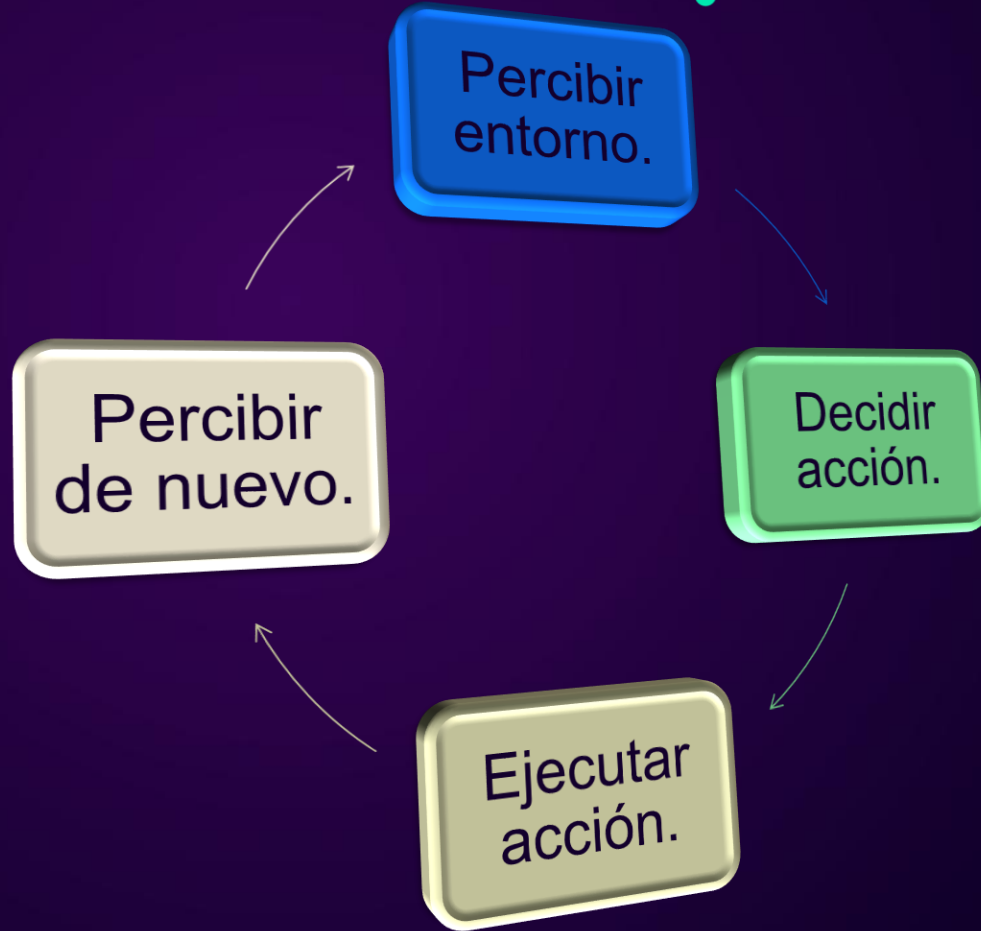 Percibir
entorno.
Decidir
acción.
Ejecutar
acción.
Percibir
de nuevo.